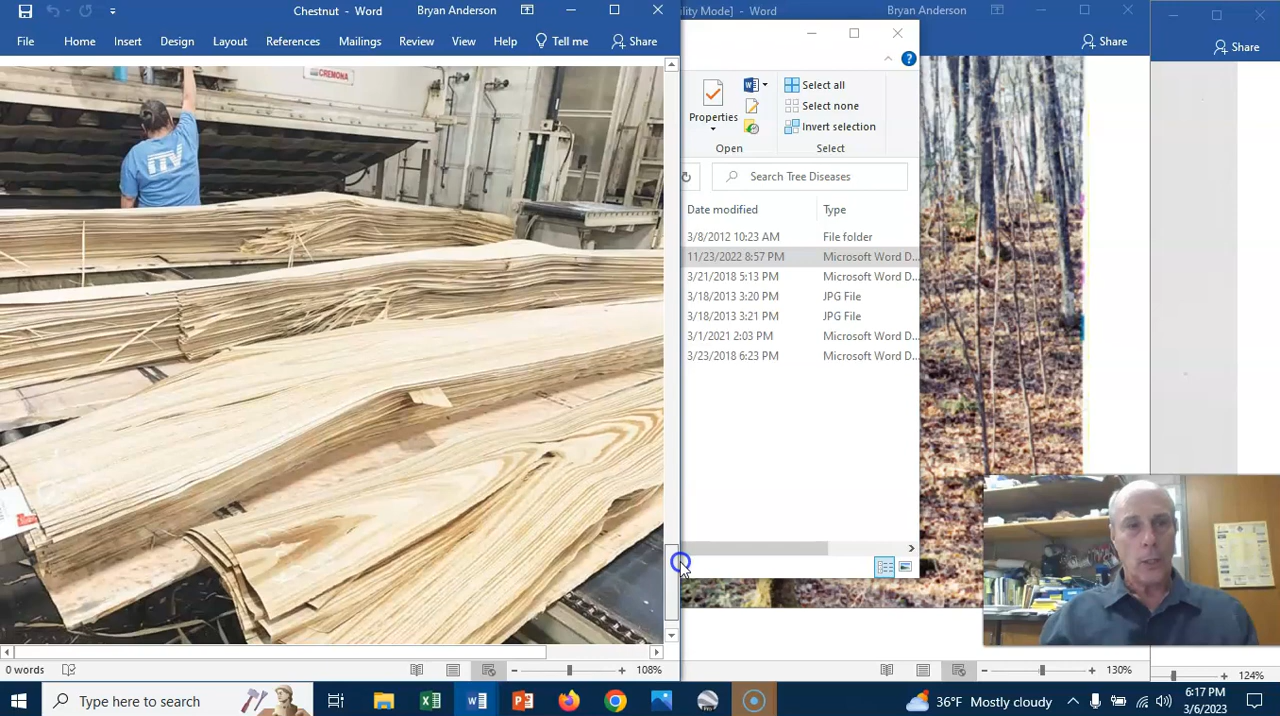 Chestnut - Word
Bryan Anderson
File Home Insert Design Layout References Mailings Review View Help Tell me Share
CREMONA
ITV
0 words
108%
ility Mode] - Word
Bryan Anderson
Share
Share
Properties
Open
Select all
Select none
Invert selection
Select
Search Tree Diseases
Date modified Type
3/8/2012 10:23 AM File folder
11/23/2022 8:57 PM Microsoft Word D...
3/21/2018 5:13 PM Microsoft Word D...
3/18/2013 3:20 PM JPG File
3/18/2013 3:21 PM JPG File
3/1/2021 2:03 PM Microsoft Word D...
3/23/2018 6:23 PM Microsoft Word D...
130%
124%
Type here to search
36°F Mostly cloudy
6:17 PM
3/6/2023